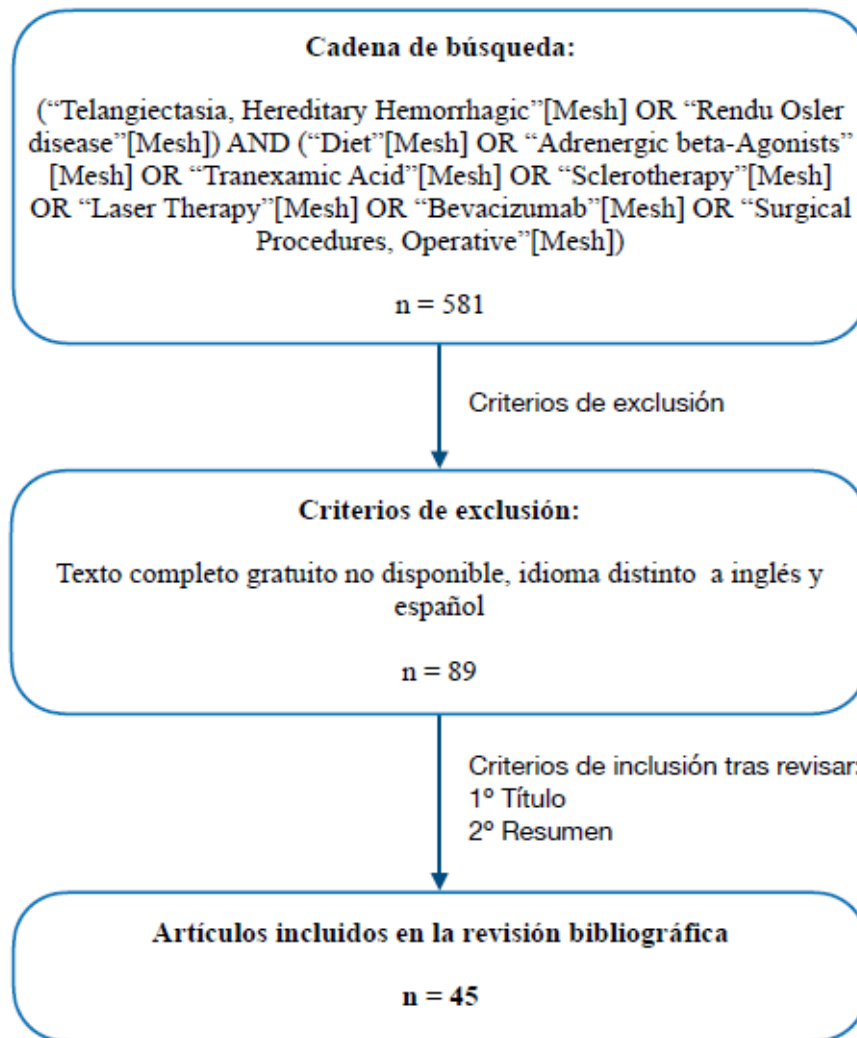 Cadena de búsqueda:
(“Telangiectasia, Hereditary Hemorrhagic”[Mesh] OR “Rendu Osler
disease”[Mesh]) AND (“Diet”[Mesh] OR “Adrenergic beta-Agonists”
[Mesh] OR “Tranexamic Acid”[Mesh] OR “Sclerotherapy”[Mesh]
OR “Laser Therapy”[Mesh] OR “Bevacizumab”[Mesh] OR “Surgical
Procedures, Operative”[Mesh])
n = 581
Criterios de exclusión
Criterios de exclusión:
Texto completo gratuito no disponible, idioma distinto a inglés y
español
n = 89
Criterios de inclusión tras revisar:
1º Título
2º Resumen
Artículos incluidos en la revisión bibliográfica
n = 45